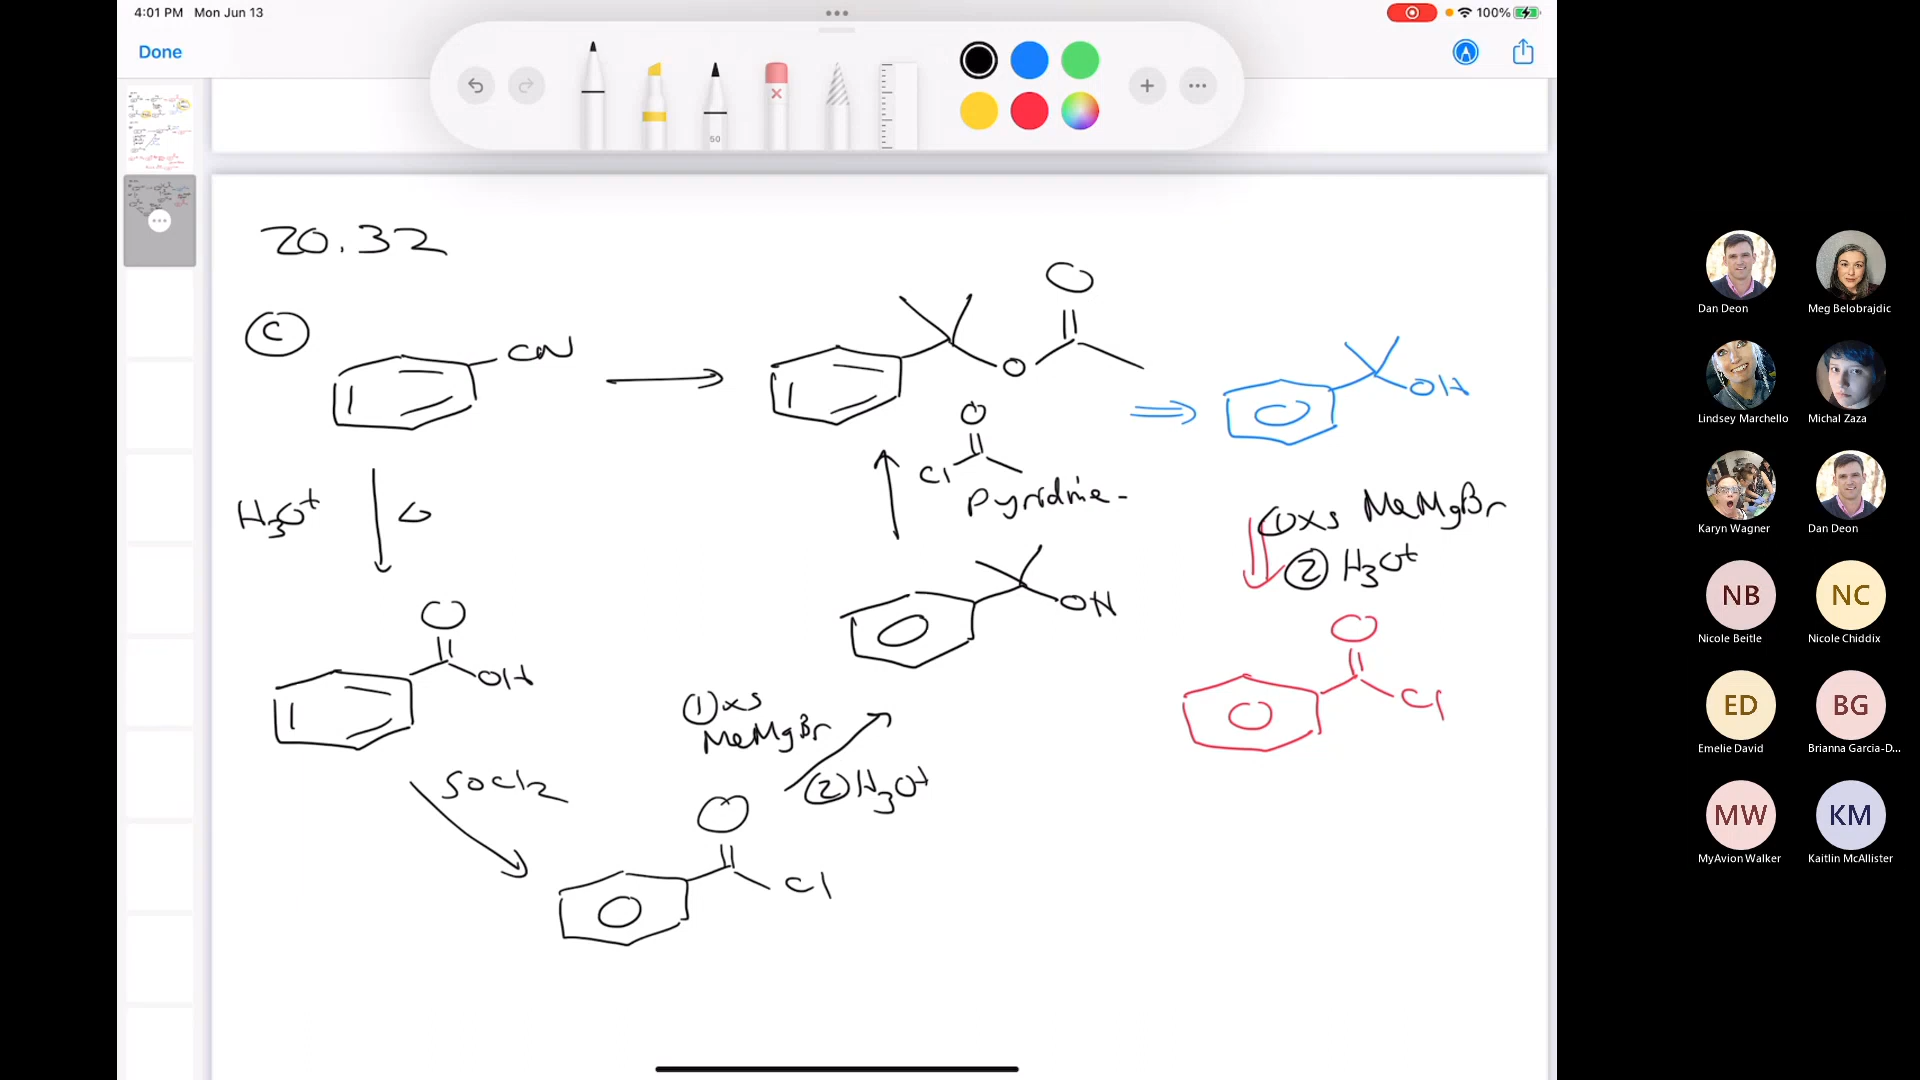 4:01 PM Mon Jun 13
100%
Done
50
20.32
C
CN
O
O
OH
O
Cl
Pyridine
H3O+
① xs MeMgBr
② H3O+
OH
O
OH
O
Cl
① xs
MeMgBr
② H3O+
SOCl2
O
Cl
Dan Deon
Meg Belobrajdic
Lindsey Marchello
Michal Zaza
Karyn Wagner
Dan Deon
NB
Nicole Beitle
NC
Nicole Chiddix
ED
Emelie David
BG
Brianna Garcia-D...
MW
MyAvion Walker
KM
Kaitlin McAllister